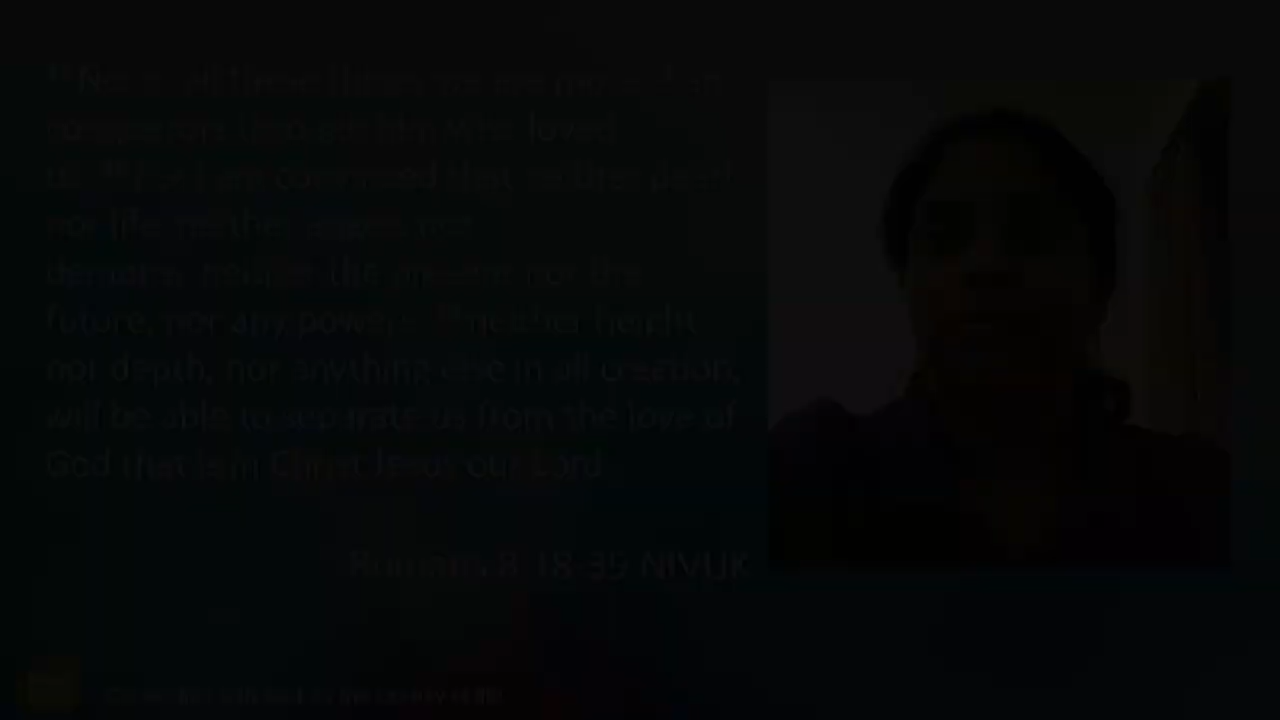 ³⁷ No, in all these things we are more than
conquerors through him who loved
us. ³⁸ For I am convinced that neither death
nor life, neither angels nor
demons, neither the present nor the
future, nor any powers, ³⁹ neither height
nor depth, nor anything else in all creation,
will be able to separate us from the love of
God that is in Christ Jesus our Lord.
Romans 8 18-39 NIVUK